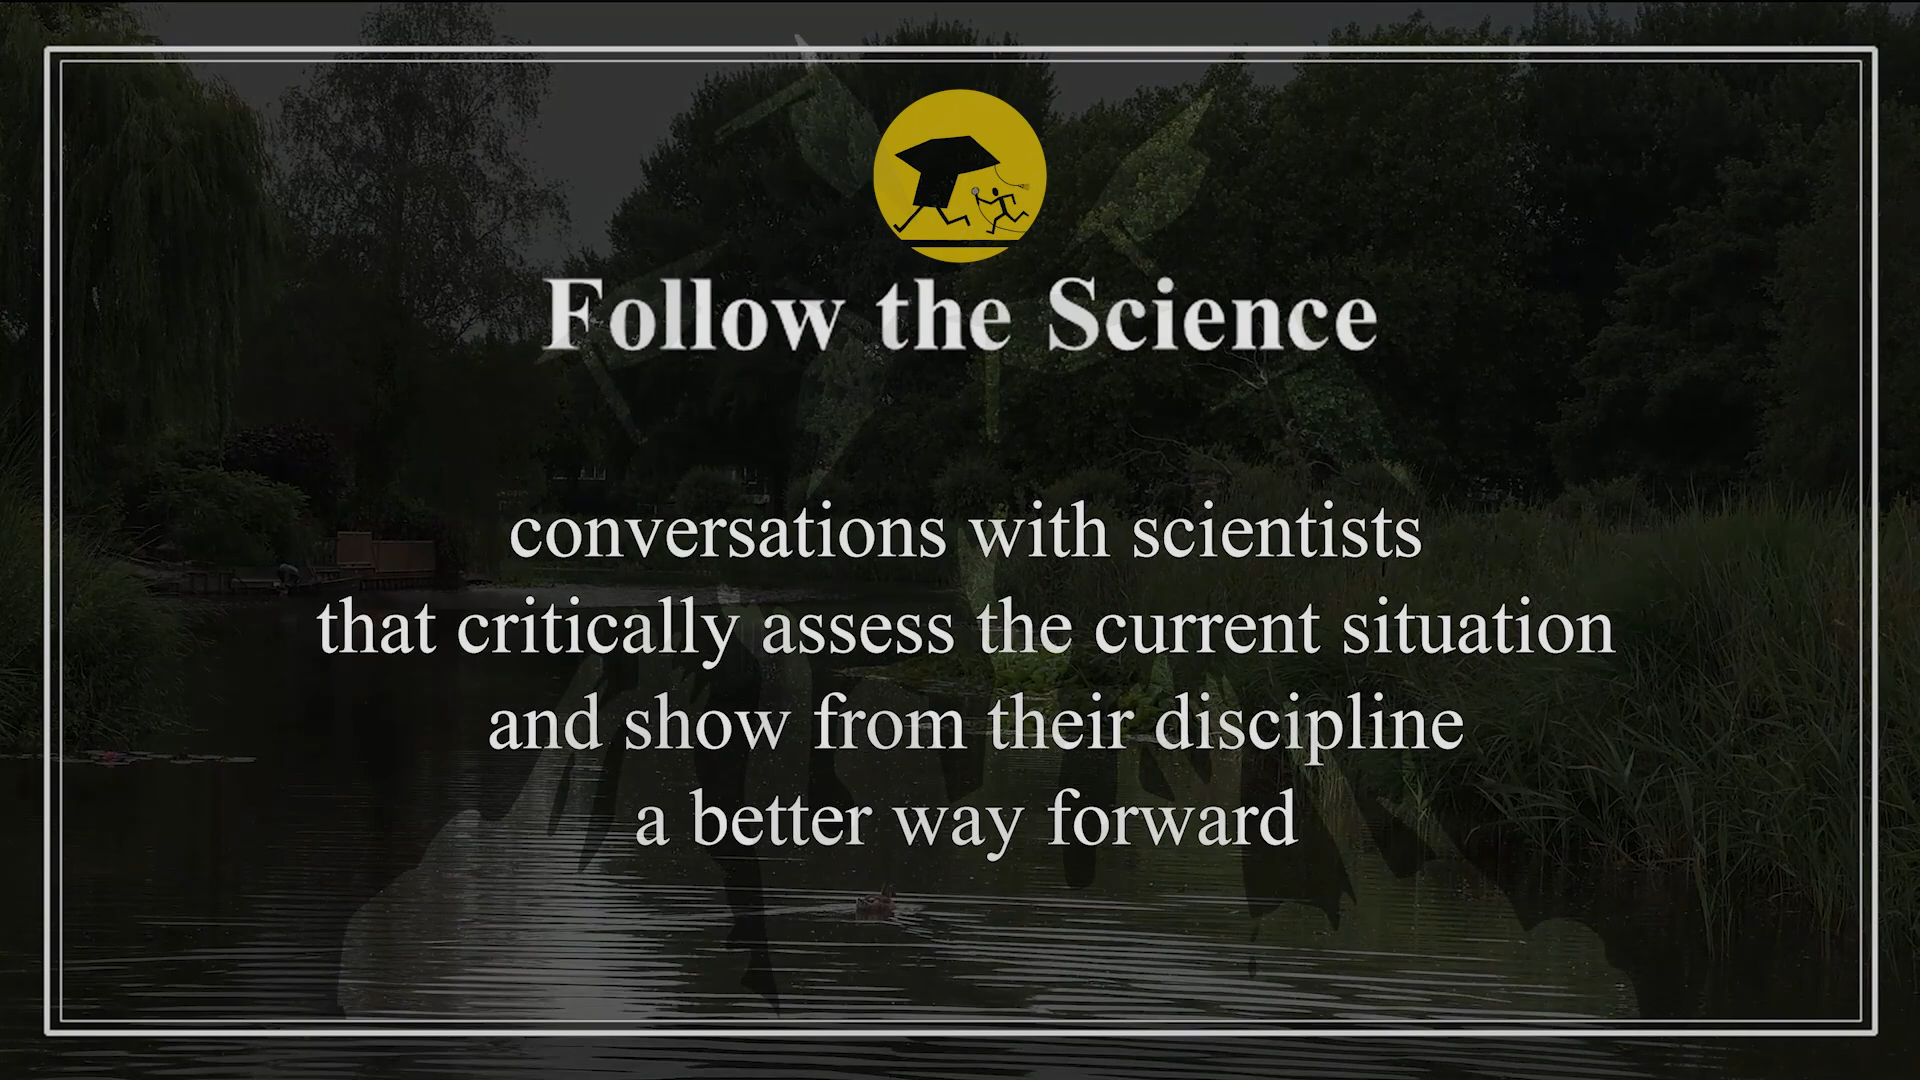 Follow the Science
conversations with scientists
that critically assess the current situation
and show from their discipline
a better way forward